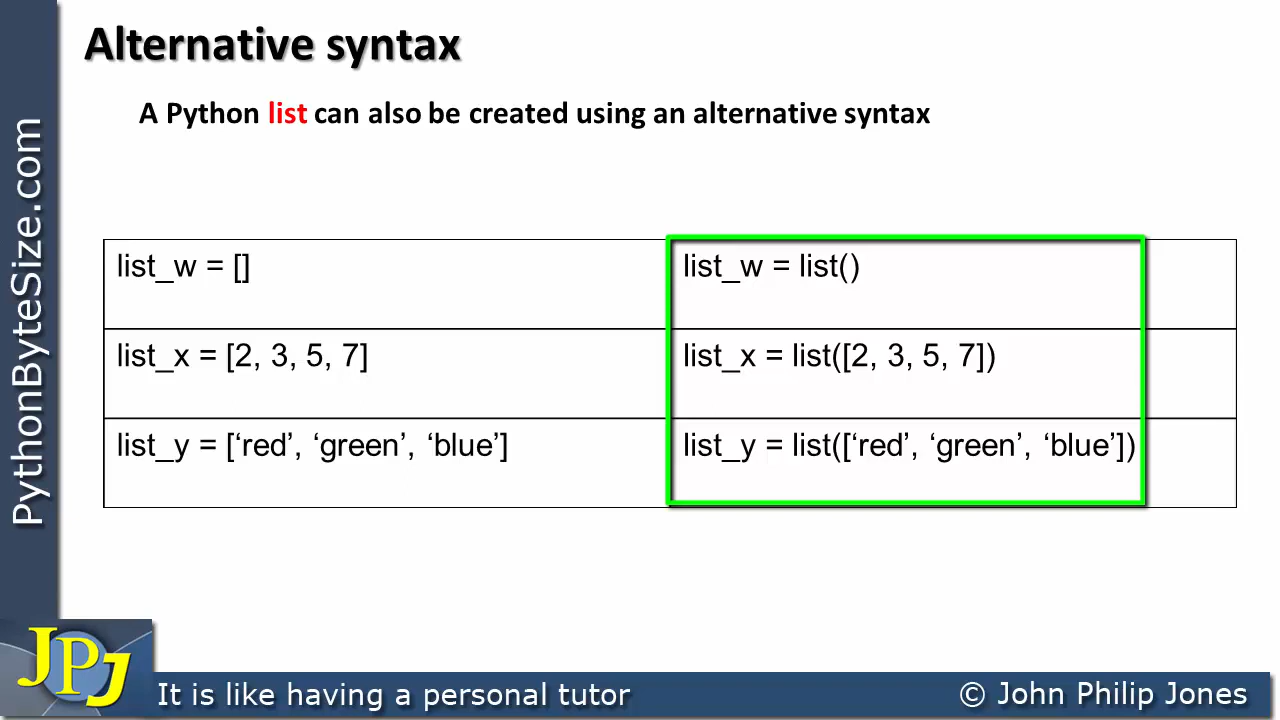 Alternative syntax
A Python list can also be created using an alternative syntax
list_w = []
list_w = list()
list_x = [2, 3, 5, 7]
list_x = list([2, 3, 5, 7])
list_y = [‘red’, ‘green’, ‘blue’]
list_y = list([‘red’, ‘green’, ‘blue’])
PythonByteSize.com
JPJ
It is like having a personal tutor
© John Philip Jones